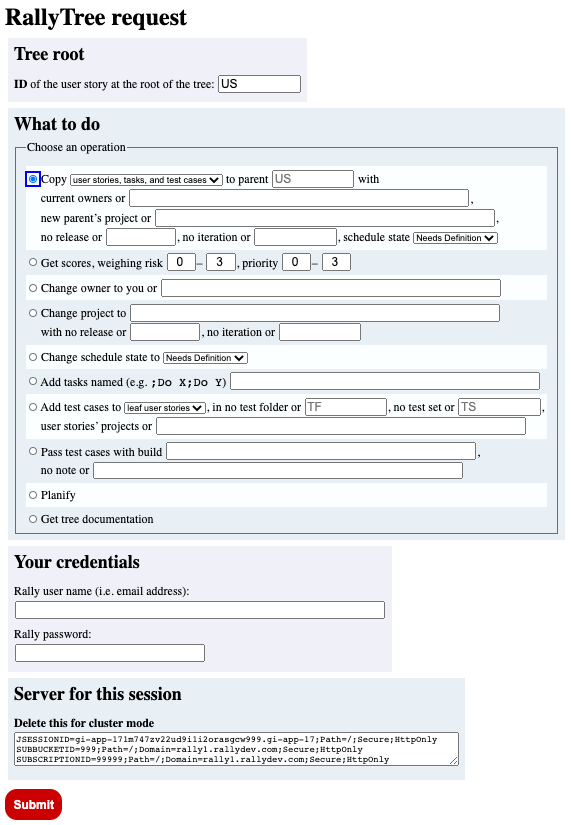 RallyTree request
Tree root
ID of the user story at the root of the tree: US
What to do
Choose an operation
Copy user stories, tasks, and test cases to parent US with
current owners or ,
new parent's project or ,
no release or , no iteration or , schedule state Needs Definition
Get scores, weighing risk 0 – 3 , priority 0 – 3
Change owner to you or
Change project to
with no release or , no iteration or
Change schedule state to Needs Definition
Add tasks named (e.g. ;Do X;Do Y)
Add test cases to leaf user stories , in no test folder or TF , no test set or TS ,
user stories' projects or
Pass test cases with build ,
no note or
Planify
Get tree documentation
Your credentials
Rally user name (i.e. email address):
Rally password:
Server for this session
Delete this for cluster mode
JSESSIONID=gi-app-171m747zv22ud9i1i2orasgcw999.gi-app-17;Path=/;Secure;HttpOnly
SUBBUCKETID=999;Path=/;Domain=rally1.rallydev.com;Secure;HttpOnly
SUBSCRIPTIONID=99999;Path=/;Domain=rally1.rallydev.com;Secure;HttpOnly
Submit